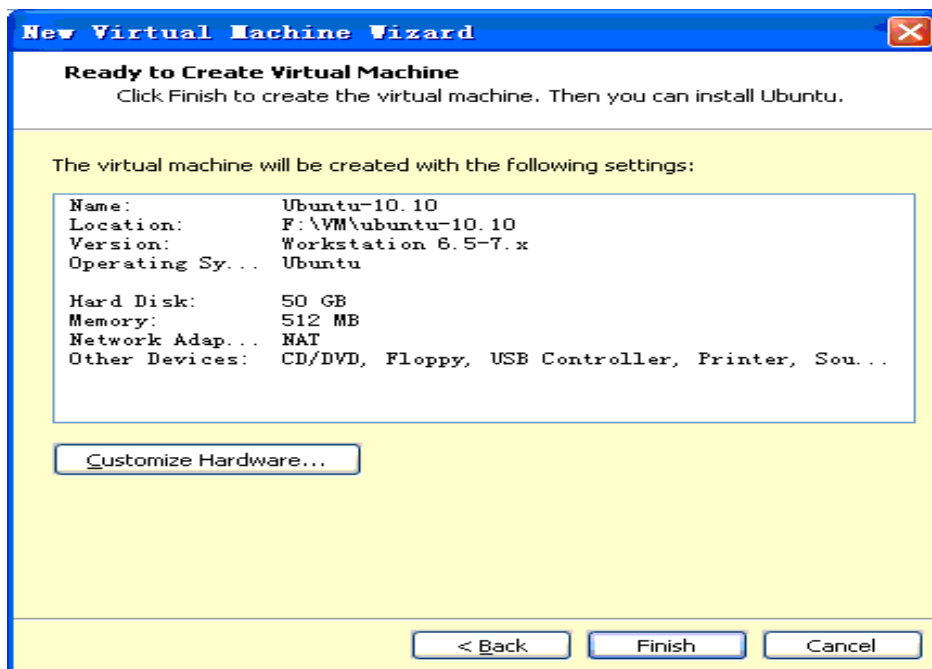 New Virtual Machine Wizard
Ready to Create Virtual Machine
Click Finish to create the virtual machine. Then you can install Ubuntu.
The virtual machine will be created with the following settings:
Name: Ubuntu-10.10
Location: F:\VM\ubuntu-10.10
Version: Workstation 6.5-7.x
Operating Sy... Ubuntu
Hard Disk: 50 GB
Memory: 512 MB
Network Adap... NAT
Other Devices: CD/DVD, Floppy, USB Controller, Printer, Sou...
Customize Hardware...
< Back Finish Cancel